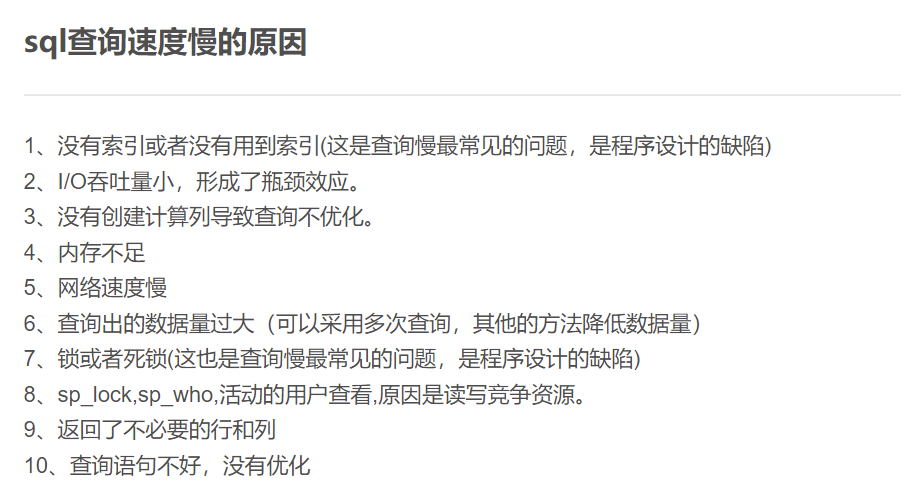 sql查询速度慢的原因
1、没有索引或者没有用到索引(这是查询慢最常见的问题，是程序设计的缺陷)
2、I/O吞吐量小，形成了瓶颈效应。
3、没有创建计算列导致查询不优化。
4、内存不足
5、网络速度慢
6、查询出的数据量过大（可以采用多次查询，其他的方法降低数据量）
7、锁或者死锁(这也是查询慢最常见的问题，是程序设计的缺陷)
8、sp_lock,sp_who,活动的用户查看,原因是读写竞争资源。
9、返回了不必要的行和列
10、查询语句不好，没有优化